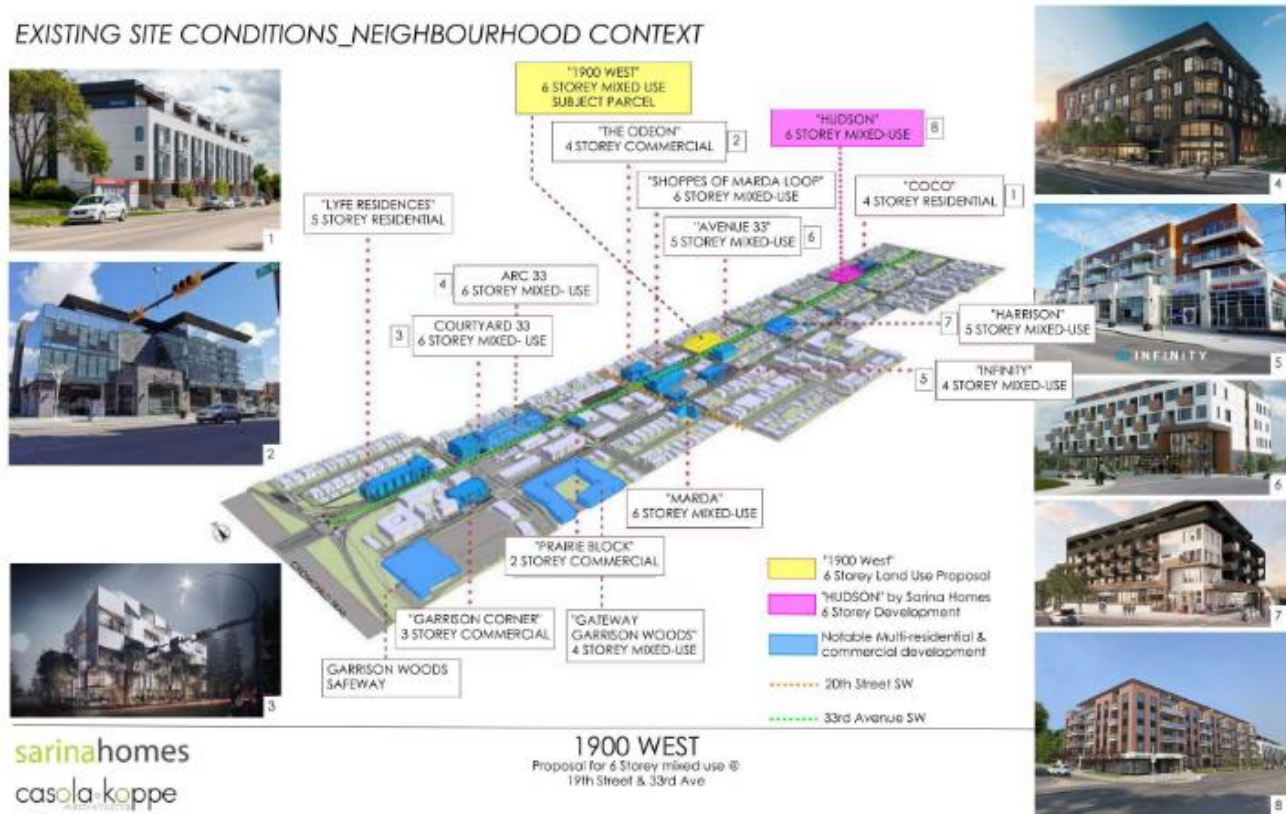 EXISTING SITE CONDITIONS_NEIGHBOURHOOD CONTEXT
"1900 WEST"
6 STOREY MIXED USE
SUBJECT PARCEL
"THE ODEON"
4 STOREY COMMERCIAL
2
"HUDSON"
6 STOREY MIXED-USE
8
"SHOPPES OF MARDA LOOP"
6 STOREY MIXED-USE
"COCO"
4 STOREY RESIDENTIAL
1
"LYFE RESIDENCES"
5 STOREY RESIDENTIAL
"AVENUE 33"
5 STOREY MIXED-USE
6
4
ARC 33
6 STOREY MIXED- USE
3
COURTYARD 33
6 STOREY MIXED- USE
7
"HARRISON"
5 STOREY MIXED-USE
5
"INFINITY"
4 STOREY MIXED-USE
"MARDA"
6 STOREY MIXED-USE
"PRAIRIE BLOCK"
2 STOREY COMMERCIAL
"GARRISON CORNER"
3 STOREY COMMERCIAL
"GATEWAY
GARRISON WOODS"
4 STOREY MIXED-USE
GARRISON WOODS
SAFEWAY
CROWCHILD TRAIL
"1900 West"
6 Storey Land Use Proposal
"HUDSON" by Sarina Homes
6 Storey Development
Notable Multi-residential &
commercial development
20th Street SW
33rd Avenue SW
1
2
3
4
INFINITY
5
6
7
8
sarinahomes
casola koppe
ARCHITECTS
1900 WEST
Proposal for 6 Storey mixed use @
19th Street & 33rd Ave